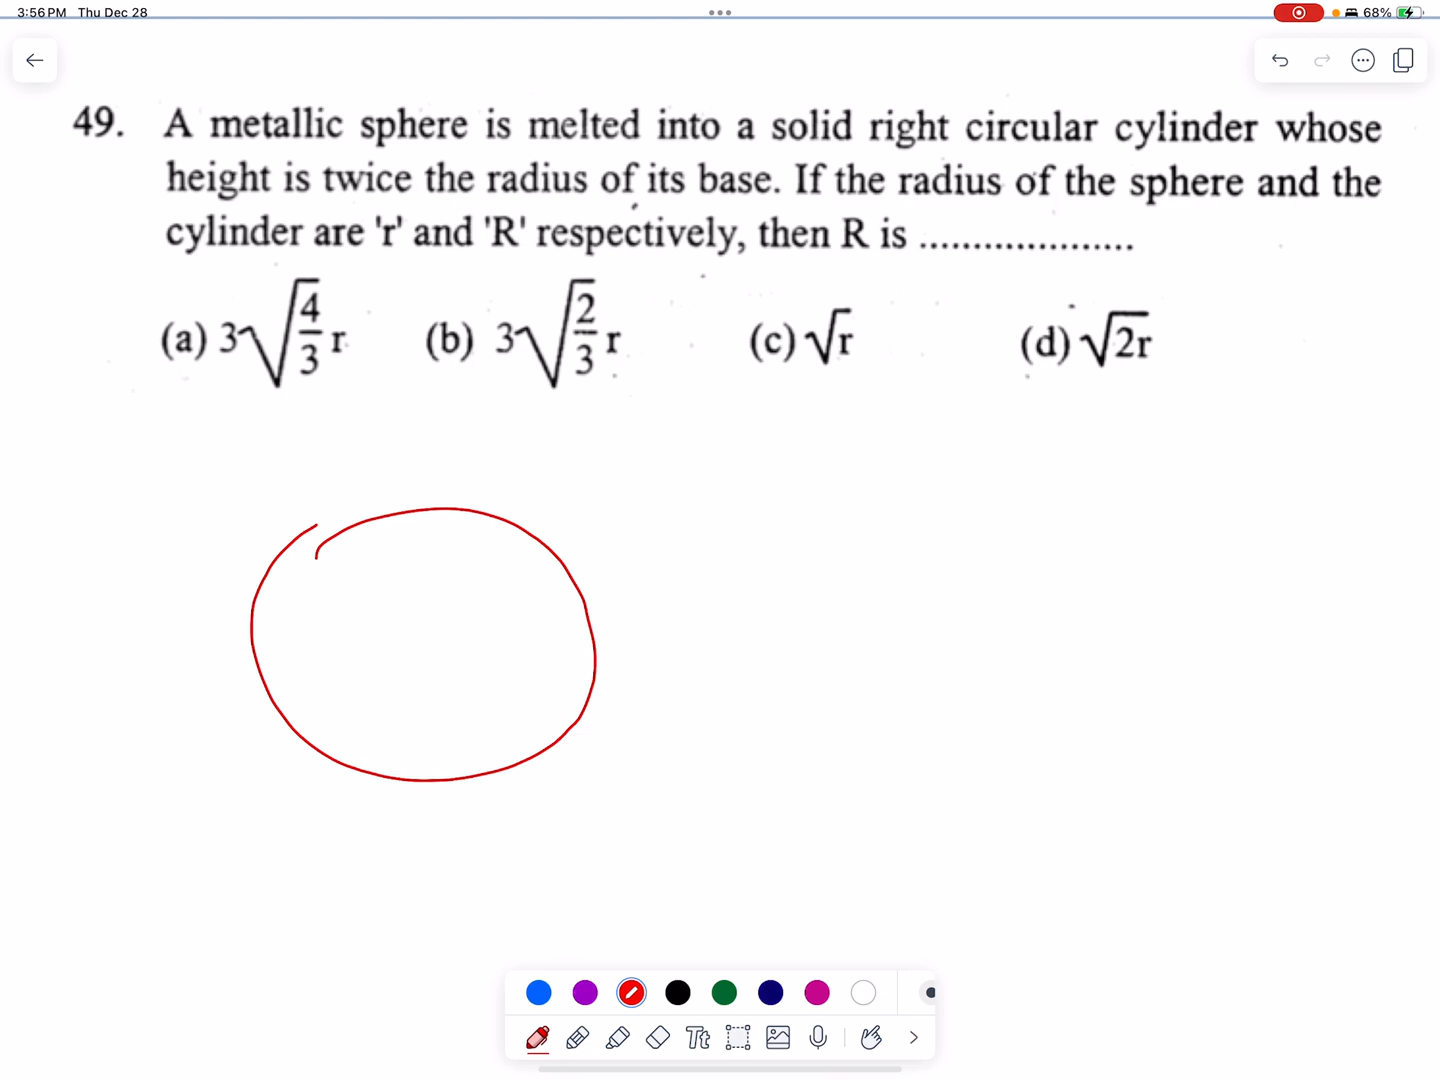 3:56 PM Thu Dec 28
68%
49. A metallic sphere is melted into a solid right circular cylinder whose
height is twice the radius of its base. If the radius of the sphere and the
cylinder are 'r' and 'R' respectively, then R is ....................
(a) 3√4/3 r (b) 3√2/3 r (c) √r (d) √2r
Tt